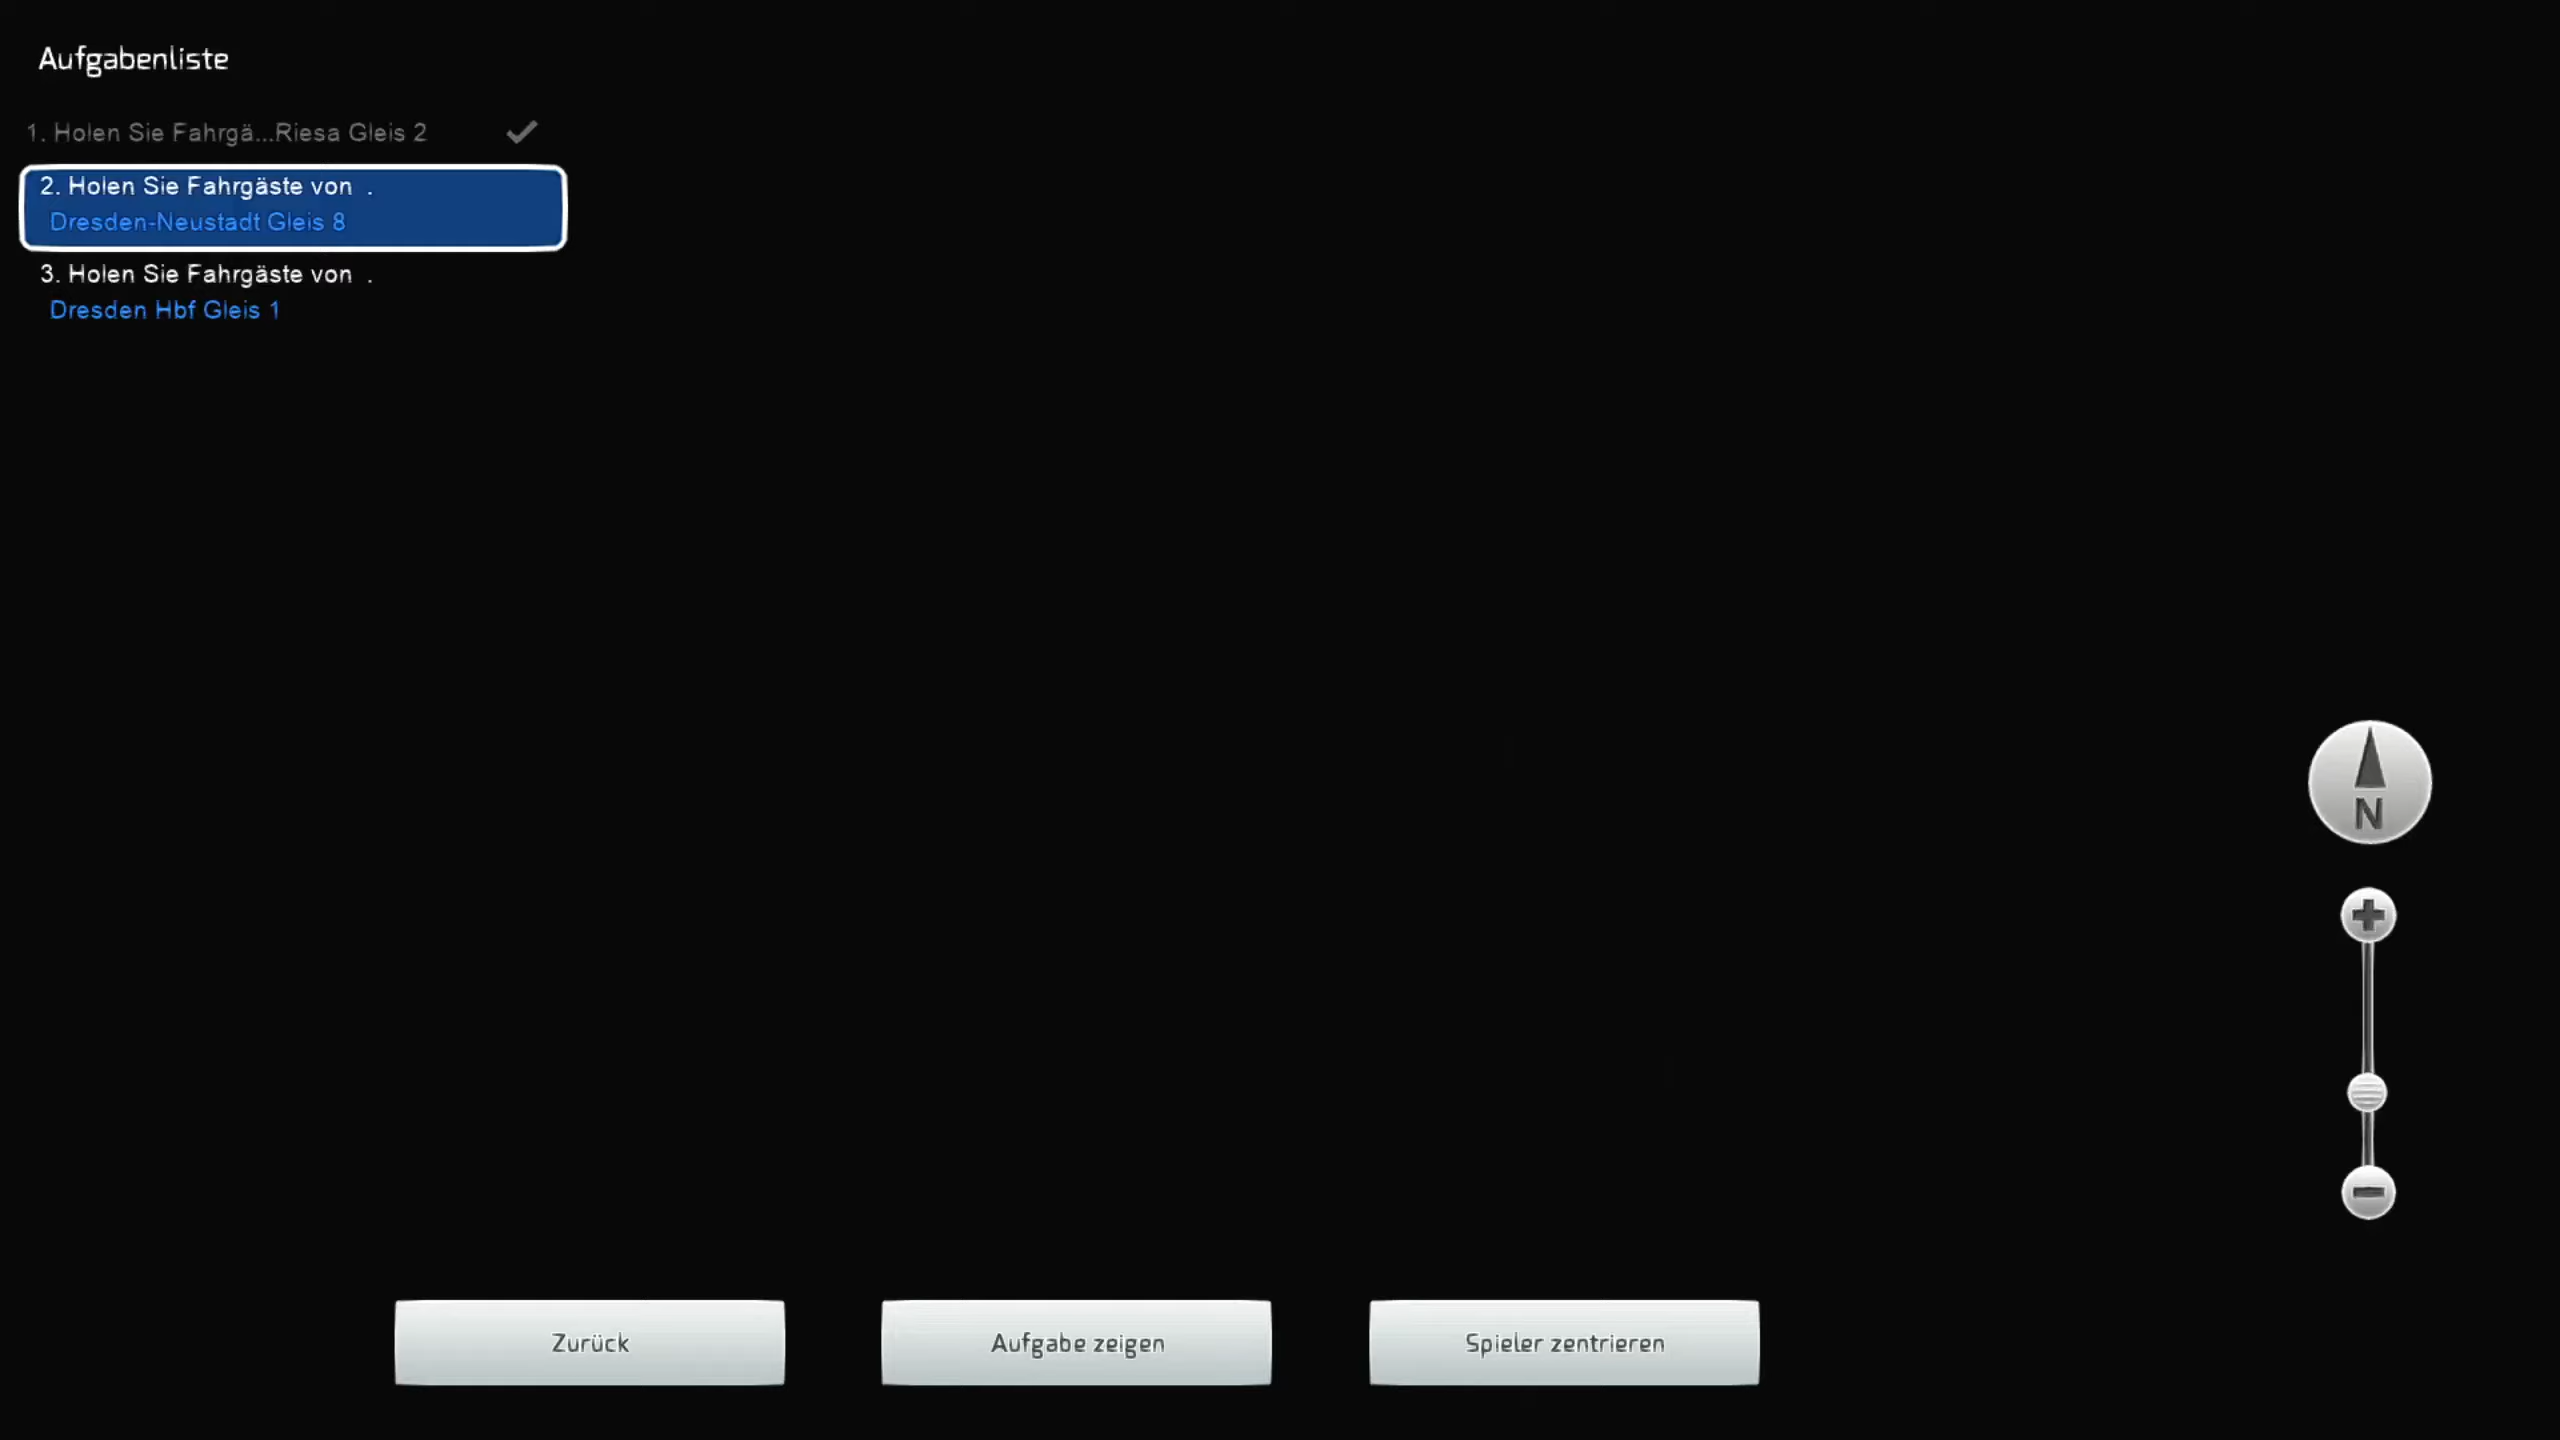 Aufgabenliste
1. Holen Sie Fahrgä...Riesa Gleis 2
2. Holen Sie Fahrgäste von .
Dresden-Neustadt Gleis 8
3. Holen Sie Fahrgäste von .
Dresden Hbf Gleis 1
N
Zurück
Aufgabe zeigen
Spieler zentrieren